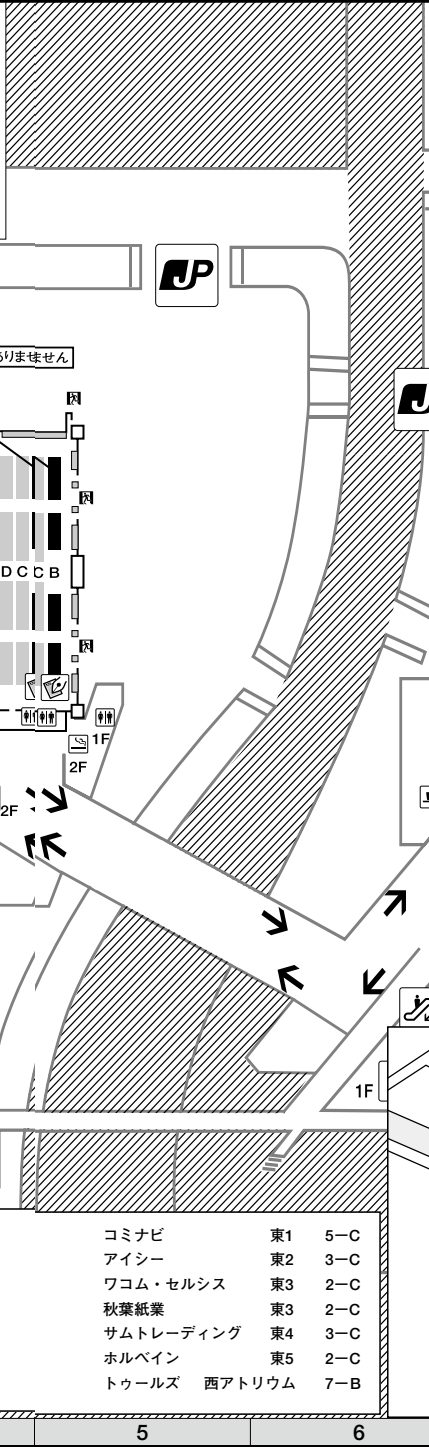 JP
りませせん
D C C B
1F
2F
2F
1F
コミナビ 東1 5－C
アイシー 東2 3－C
ワコム・セルシス 東3 2－C
秋葉紙業 東3 2－C
サムトレーディング 東4 3－C
ホルベイン 東5 2－C
トゥールズ 西アトリウム 7－B
5 6